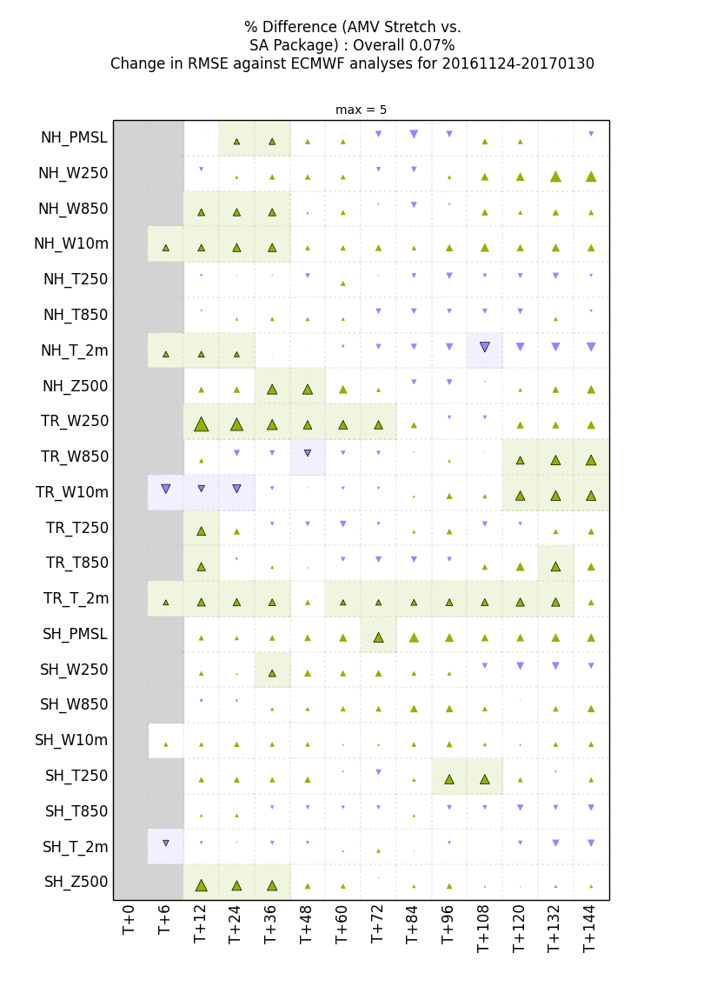 % Difference (AMV Stretch vs.
SA Package) : Overall 0.07%
Change in RMSE against ECMWF analyses for 20161124-20170130
max = 5
NH_PMSL
NH_W250
NH_W850
NH_W10m
NH_T250
NH_T850
NH_T_2m
NH_Z500
TR_W250
TR_W850
TR_W10m
TR_T250
TR_T850
TR_T_2m
SH_PMSL
SH_W250
SH_W850
SH_W10m
SH_T250
SH_T850
SH_T_2m
SH_Z500
T+0
T+6
T+12
T+24
T+36
T+48
T+60
T+72
T+84
T+96
T+108
T+120
T+132
T+144